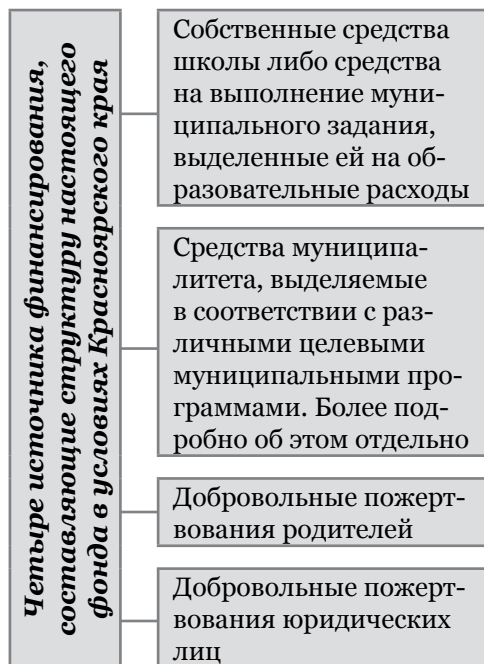 Четыре источника финансирования,
составляющие структуру настоящего
фонда в условиях Красноярского края
Собственные средства
школы либо средства
на выполнение муни-
ципального задания,
выделенные ей на об-
разовательные расходы
Средства муниципа-
литета, выделяемые
в соответствии с раз-
личными целевыми
муниципальными про-
граммами. Более под-
робно об этом отдельно
Добровольные пожерт-
вования родителей
Добровольные пожерт-
вования юридических
лиц